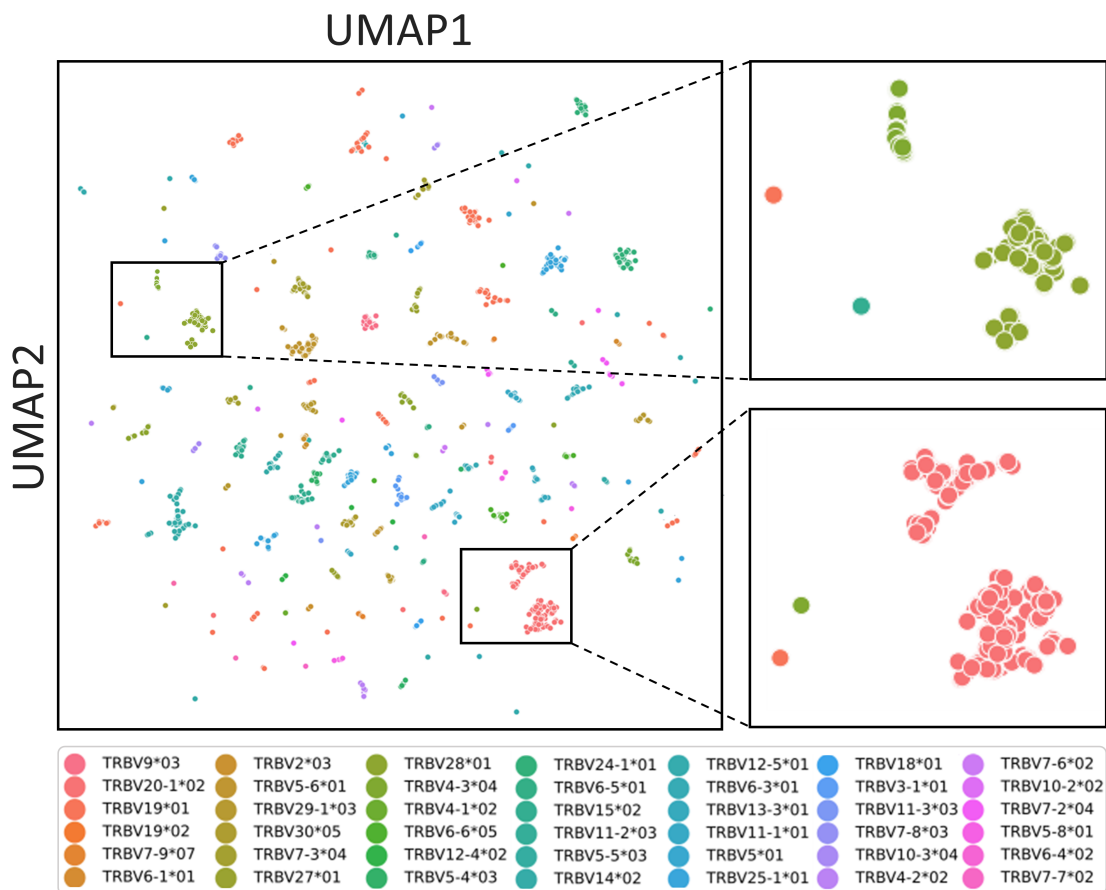 UMAP1
UMAP2
TRBV9*03 TRBV2*03 TRBV28*01 TRBV24-1*01 TRBV12-5*01 TRBV18*01 TRBV7-6*02
TRBV20-1*02 TRBV5-6*01 TRBV4-3*04 TRBV6-5*01 TRBV6-3*01 TRBV3-1*01 TRBV10-2*02
TRBV19*01 TRBV29-1*03 TRBV4-1*02 TRBV15*02 TRBV13-3*01 TRBV11-3*03 TRBV7-2*04
TRBV19*02 TRBV30*05 TRBV6-6*05 TRBV11-2*03 TRBV11-1*01 TRBV7-8*03 TRBV5-8*01
TRBV7-9*07 TRBV7-3*04 TRBV12-4*02 TRBV5-5*03 TRBV5*01 TRBV10-3*04 TRBV6-4*02
TRBV6-1*01 TRBV27*01 TRBV5-4*03 TRBV14*02 TRBV25-1*01 TRBV4-2*02 TRBV7-7*02